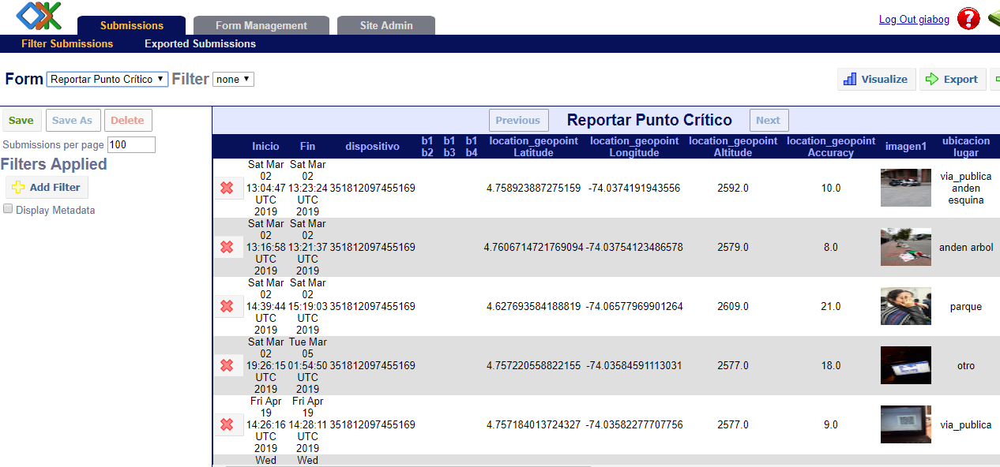 Submissions Form Management Site Admin Log Out giabog ?
Filter Submissions Exported Submissions
Form Reportar Punto Crítico Filter none Visualize Export
Save Save As Delete
Submissions per page 100
Filters Applied
Add Filter
Display Metadata
Previous Reportar Punto Crítico Next
Inicio Fin dispositivo b1 b2 b1 b3 b1 b4 location_geopoint Latitude location_geopoint Longitude location_geopoint Altitude location_geopoint Accuracy imagen1 ubicacion lugar
Sat Mar 02 13:04:47 UTC 2019 Sat Mar 02 13:23:24 UTC 2019 351812097455169 4.758923887275159 -74.0374191943556 2592.0 10.0 via_publica anden esquina
Sat Mar 02 13:16:58 UTC 2019 Sat Mar 02 13:21:37 UTC 2019 351812097455169 4.7606714721769094 -74.03754123486578 2579.0 8.0 anden arbol
Sat Mar 02 14:39:44 UTC 2019 Sat Mar 02 15:19:03 UTC 2019 351812097455169 4.627693584188819 -74.06577969901264 2609.0 21.0 parque
Sat Mar 02 19:26:15 UTC 2019 Tue Mar 05 01:54:50 UTC 2019 351812097455169 4.757220558822155 -74.03584591113031 2577.0 18.0 otro
Fri Apr 19 14:26:16 UTC 2019 Fri Apr 19 14:28:11 UTC 2019 351812097455169 4.757184013724327 -74.03582277707756 2577.0 9.0 via_publica
Wed Wed